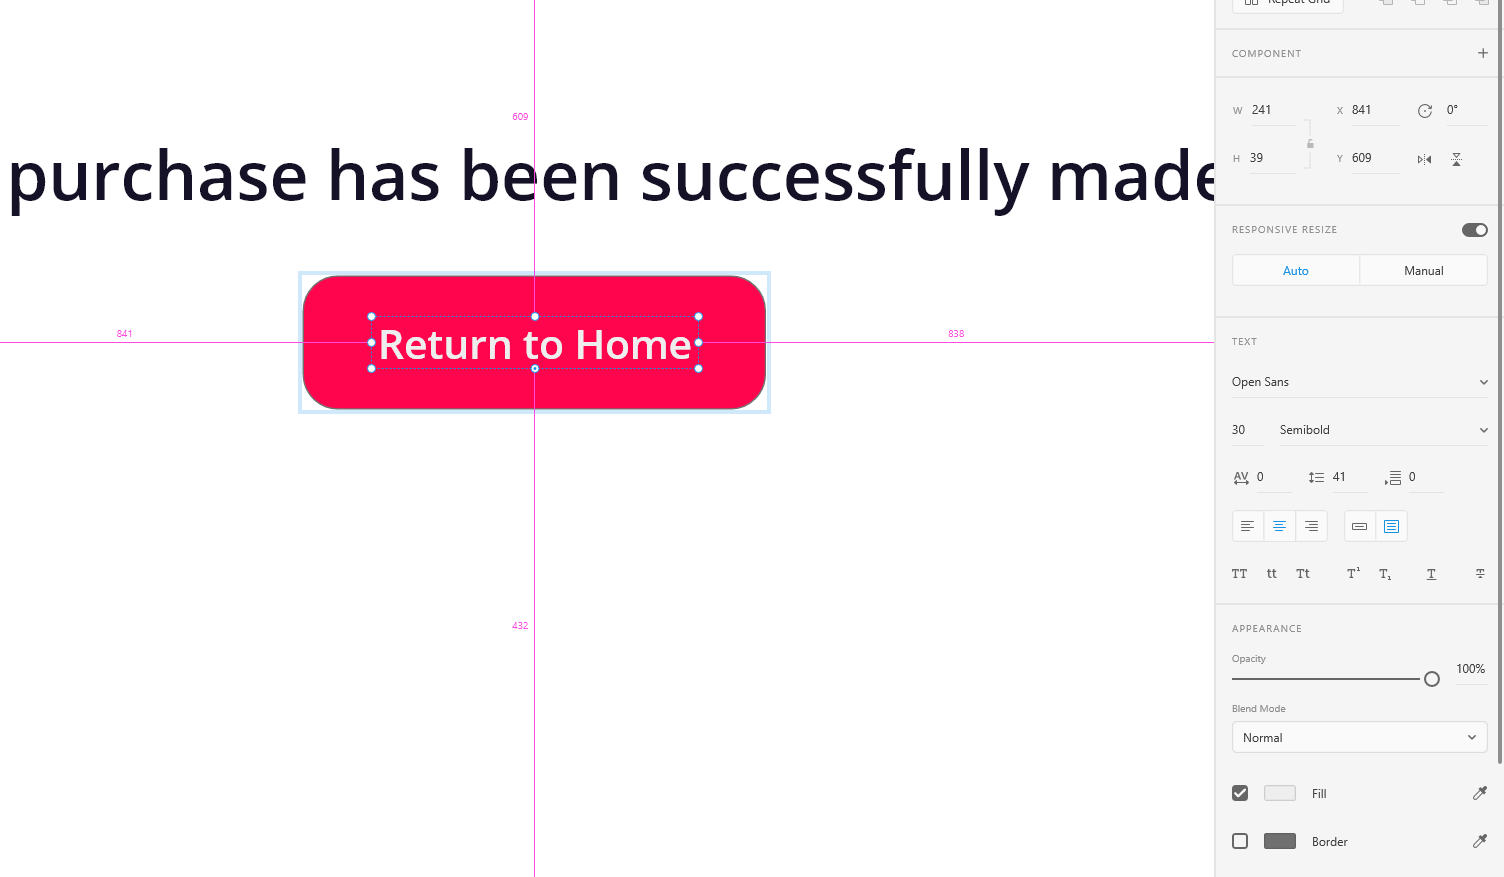 Repeat Grid
COMPONENT
609
W 241 X 841 0°
purchase has been successfully made
H 39 Y 609
RESPONSIVE RESIZE
Auto Manual
841
838
Return to Home
TEXT
Open Sans
30 Semibold
AV 0 41 0
TT tt Tt T¹ T₁ T T
432
APPEARANCE
Opacity
100%
Blend Mode
Normal
Fill
Border